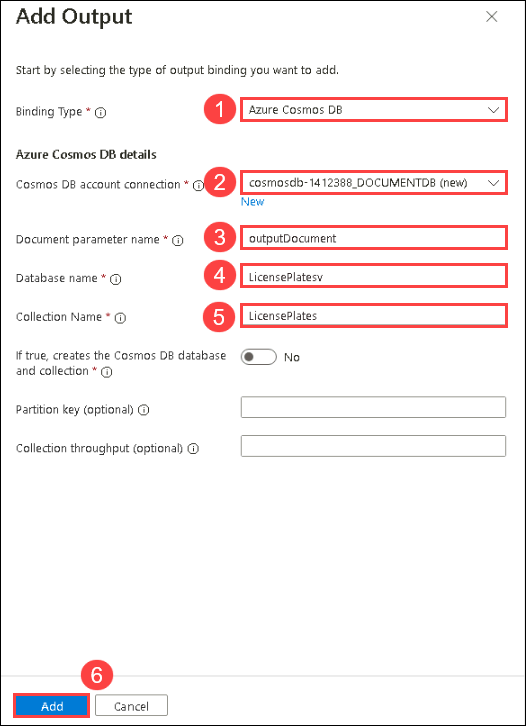 Add Output
Start by selecting the type of output binding you want to add.
Binding Type *
1
Azure Cosmos DB
Azure Cosmos DB details
Cosmos DB account connection *
2
cosmosdb-1412388_DOCUMENTDB (new)
New
Document parameter name *
3
outputDocument
Database name *
4
LicensePlatesv
Collection Name *
5
LicensePlates
If true, creates the Cosmos DB database
and collection *
No
Partition key (optional)
Collection throughput (optional)
6
Add
Cancel